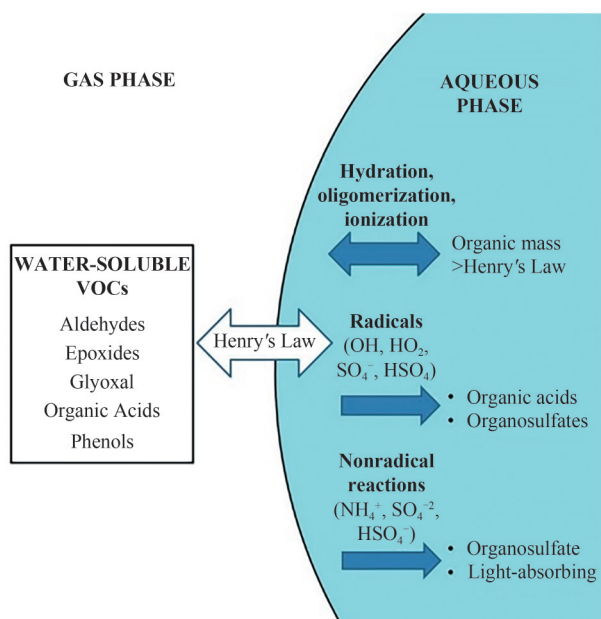 GAS PHASE
AQUEOUS
PHASE
Hydration,
oligomerization,
ionization
Organic mass
>Henry's Law
WATER-SOLUBLE
VOCs
Aldehydes
Epoxides
Glyoxal
Organic Acids
Phenols
Henry's Law
Radicals
(OH, HO₂,
SO₄⁻, HSO₄)
• Organic acids
• Organosulfates
Nonradical
reactions
(NH₄⁺, SO₄⁻², 
HSO₄⁻)
• Organosulfate
• Light-absorbing